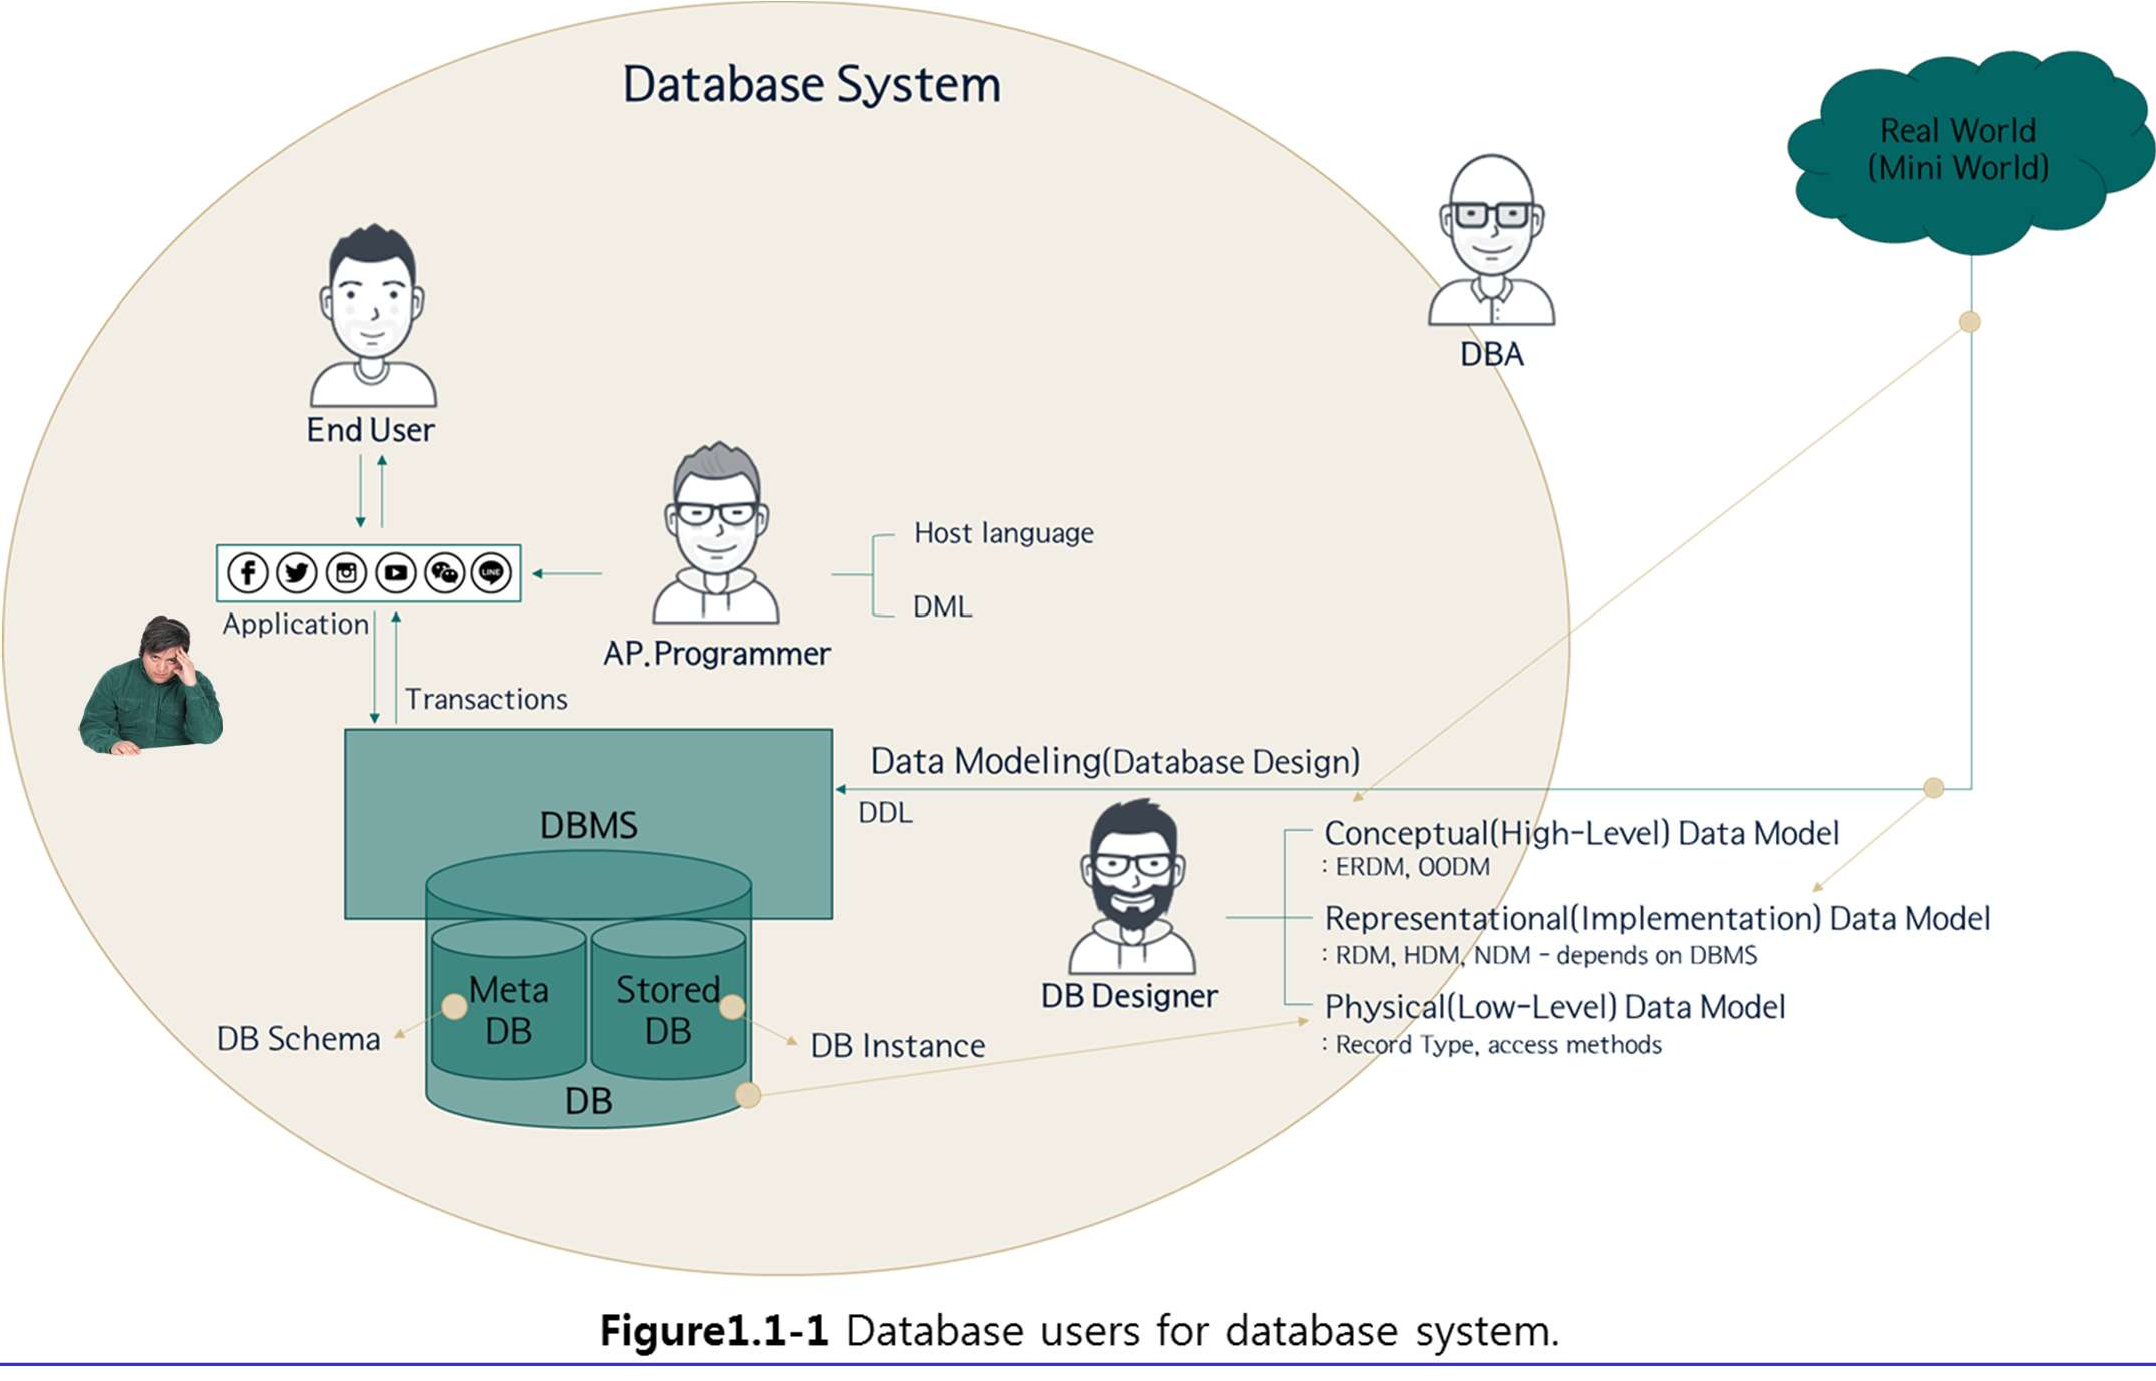 Database System
Real World
(Mini World)
DBA
End User
Host language
LINE
DML
Application
AP.Programmer
Transactions
Data Modeling(Database Design)
DDL
DBMS
Conceptual(High-Level) Data Model
: ERDM, OODM
Representational(Implementation) Data Model
: RDM, HDM, NDM - depends on DBMS
DB Designer
Physical(Low-Level) Data Model
: Record Type, access methods
Meta
DB
Stored
DB
DB Schema
DB Instance
DB
Figure1.1-1 Database users for database system.